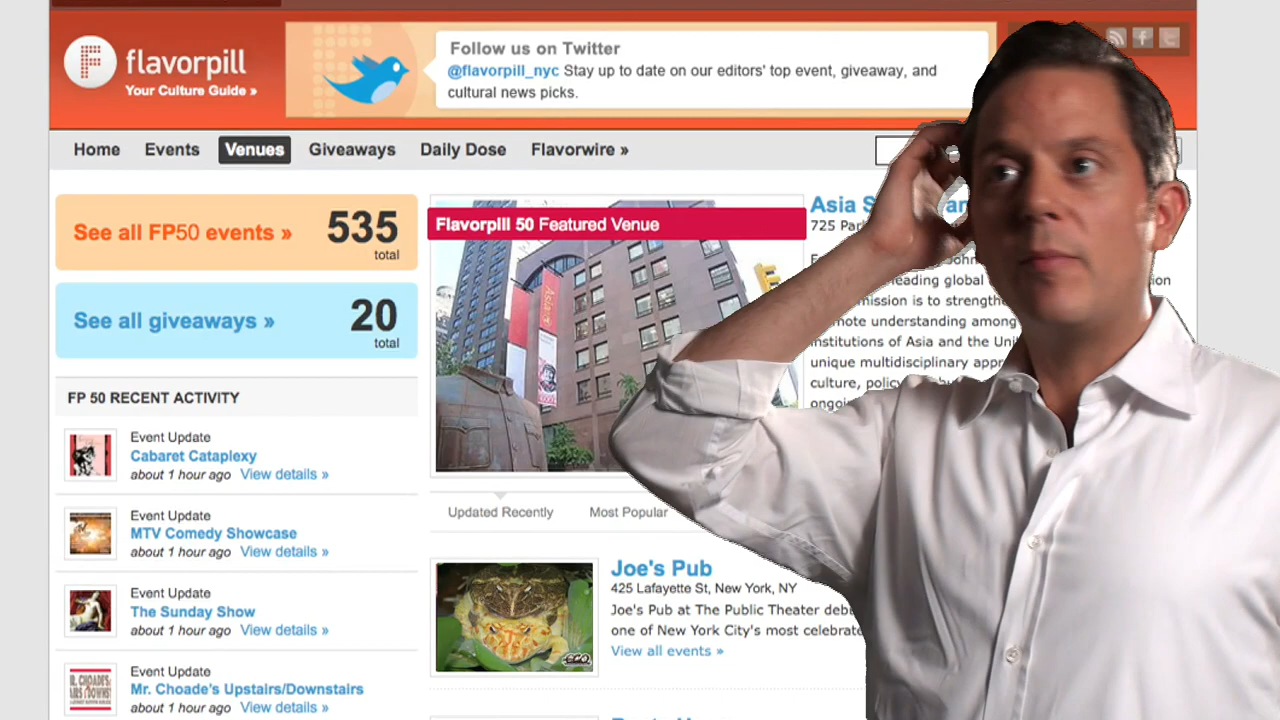 flavorpill
Your Culture Guide »
Follow us on Twitter
@flavorpill_nyc Stay up to date on our editors' top event, giveaway, and
cultural news picks.
Home Events Venues Giveaways Daily Dose Flavorwire »
See all FP50 events » 535
total
See all giveaways » 20
total
FP 50 RECENT ACTIVITY
Event Update
Cabaret Cataplexy
about 1 hour ago View details »
Event Update
MTV Comedy Showcase
about 1 hour ago View details »
Event Update
The Sunday Show
about 1 hour ago View details »
Event Update
Mr. Choade's Upstairs/Downstairs
about 1 hour ago View details »
Flavorpill 50 Featured Venue
Asia
725
leading global
mission is to strengthen
understanding among
institutions of Asia and the
unique multidisciplinary
culture, policy
Updated Recently Most Popular
Joe's Pub
425 Lafayette St, New York, NY
Joe's Pub at The Public Theater
one of New York City's most
View all events »